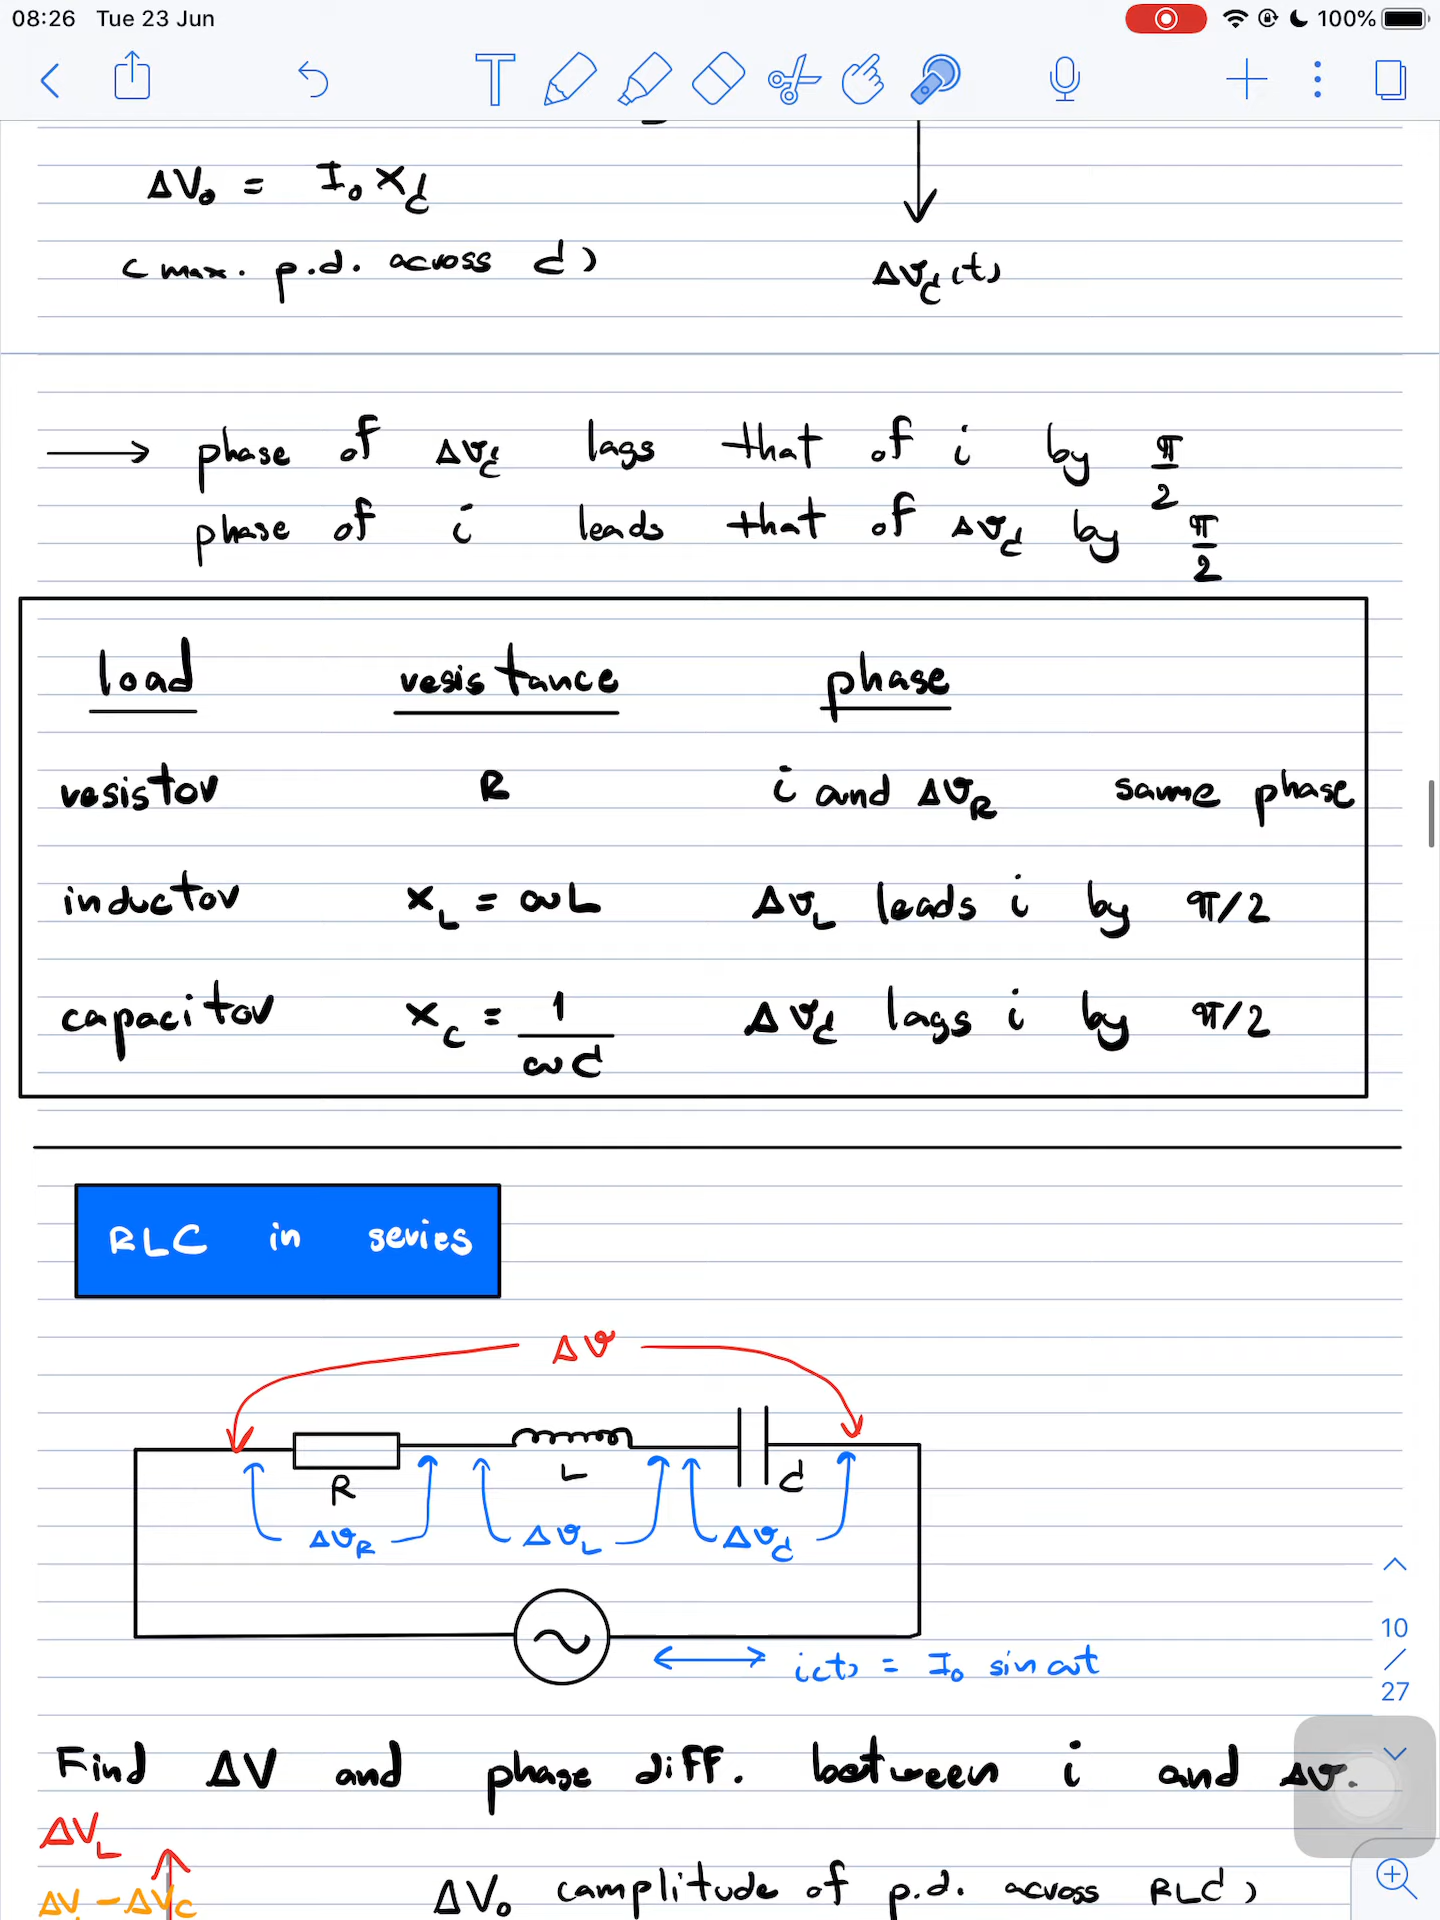 08:26 Tue 23 Jun 100%
ΔV₀ = I₀ X_C
(max. p.d. across C)
Δv_C(t)
→ phase of Δv_C lags that of i by π/2
phase of i leads that of Δv_C by π/2
load resistance phase
resistor R i and Δv_R same phase
inductor X_L = ωL Δv_L leads i by π/2
capacitor X_C = 1/ωC Δv_C lags i by π/2
RLC in series
Δv
R L C
Δv_R Δv_L Δv_C
i(t) = I₀ sin ωt
10
/
27
Find ΔV and phase diff. between i and Δv.
ΔV_L
ΔV_L − ΔV_C
ΔV₀ (amplitude of p.d. across RLC)